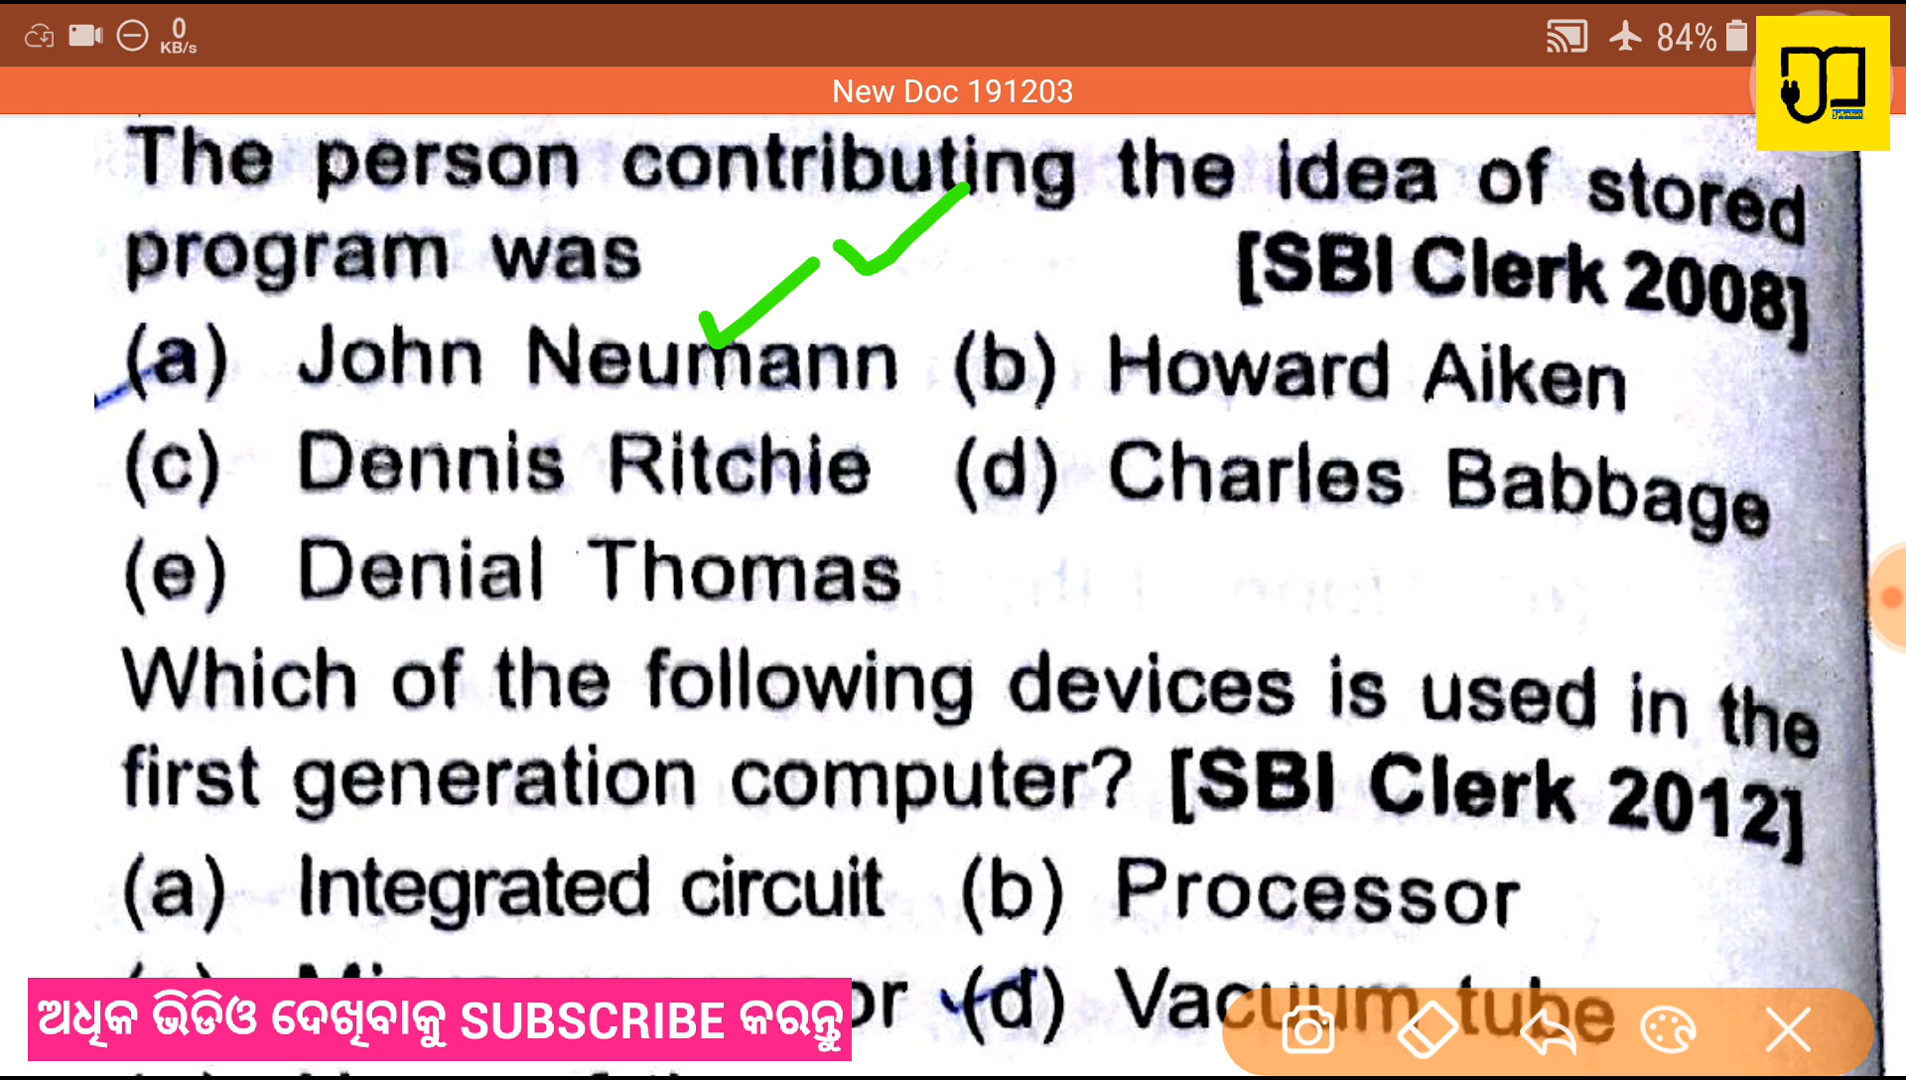 0
KB/s
84%
New Doc 191203
The person contributing the idea of stored
program was [SBI Clerk 2008]
(a) John Neumann (b) Howard Aiken
(c) Dennis Ritchie (d) Charles Babbage
(e) Denial Thomas
Which of the following devices is used in the
first generation computer? [SBI Clerk 2012]
(a) Integrated circuit (b) Processor
(d) Vacuum tube
ଅଧିକ ଭିଡିଓ ଦେଖିବାକୁ SUBSCRIBE କରନ୍ତୁ